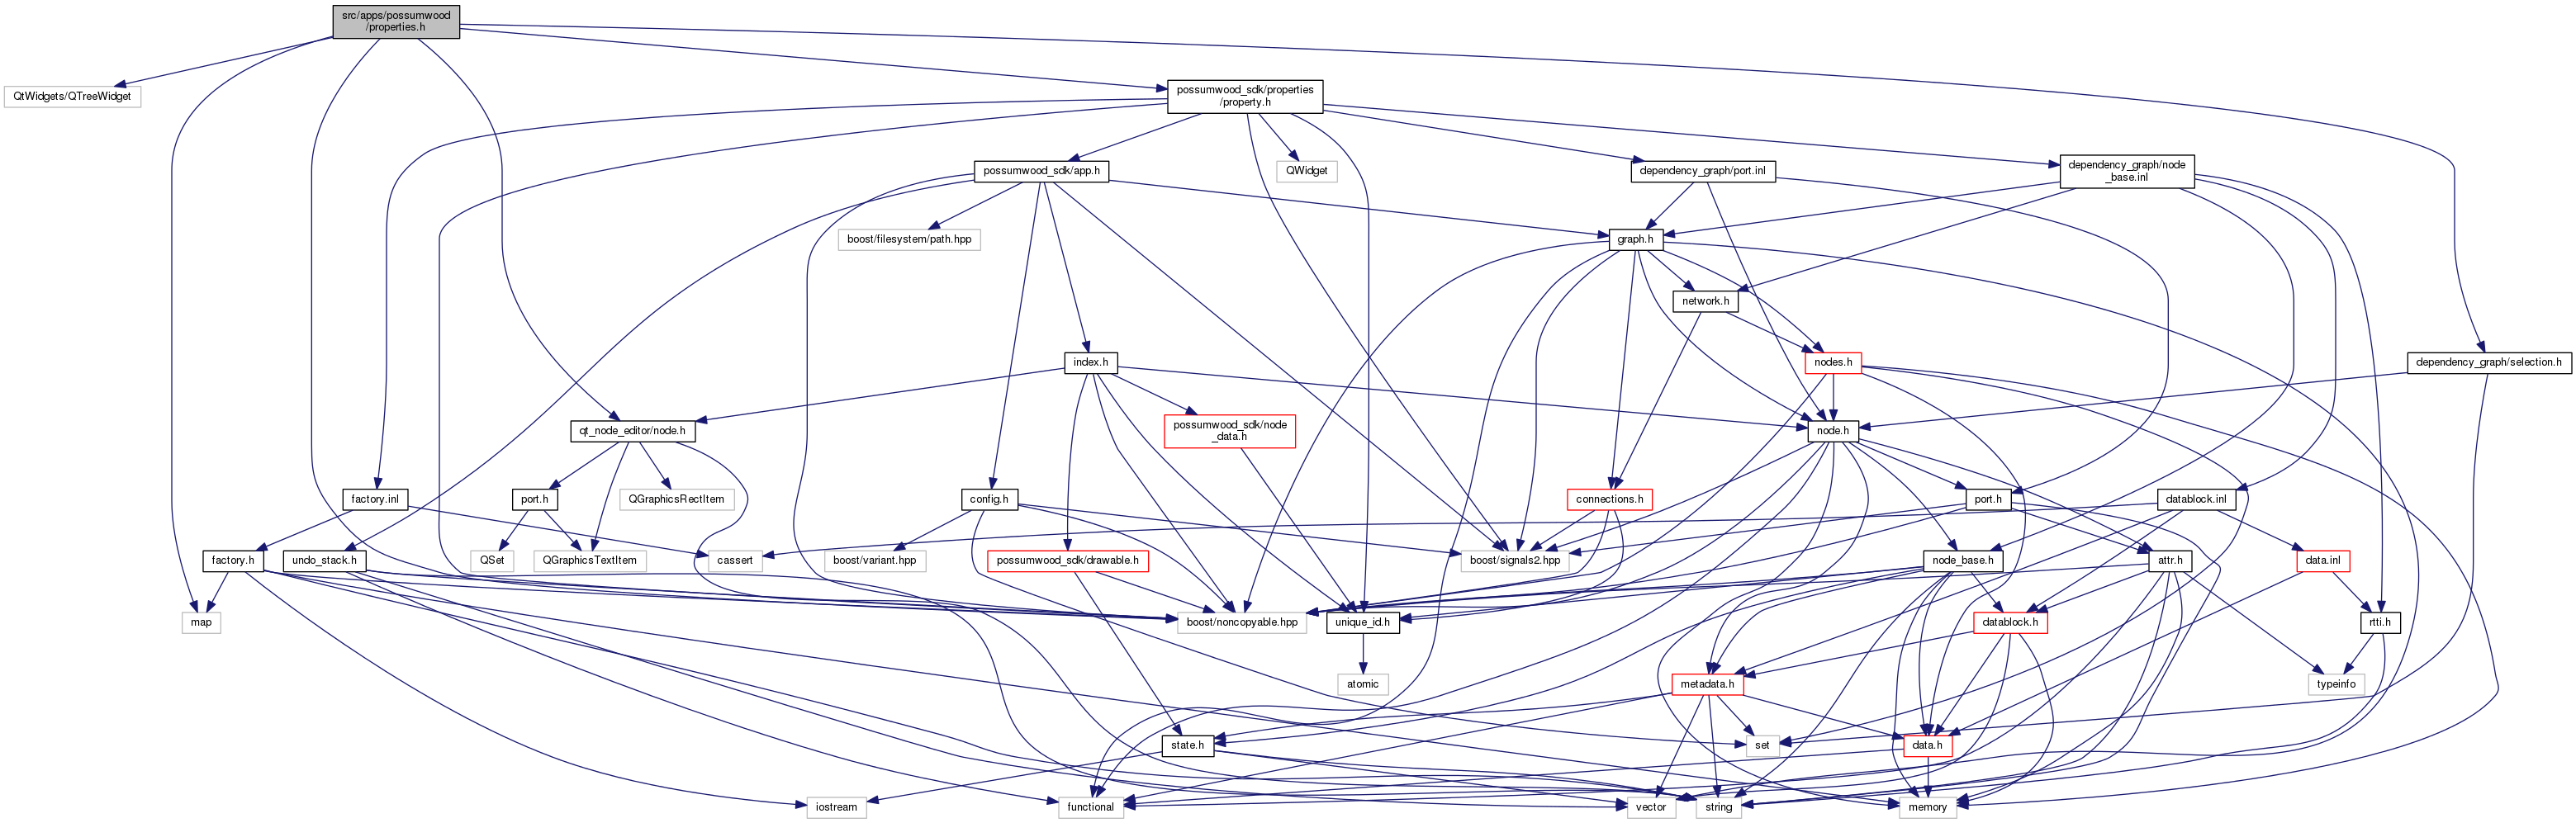 src/apps/possumwood
/properties.h
QtWidgets/QTreeWidget
possumwood_sdk/properties
/property.h
possumwood_sdk/app.h
QWidget
dependency_graph/port.inl
dependency_graph/node
_base.inl
boost/filesystem/path.hpp
graph.h
network.h
index.h
nodes.h
dependency_graph/selection.h
qt_node_editor/node.h
possumwood_sdk/node
_data.h
node.h
factory.inl
port.h
QGraphicsRectItem
config.h
connections.h
port.h
datablock.inl
factory.h
undo_stack.h
QSet
QGraphicsTextItem
cassert
boost/variant.hpp
possumwood_sdk/drawable.h
boost/signals2.hpp
node_base.h
attr.h
data.inl
map
boost/noncopyable.hpp
unique_id.h
datablock.h
rtti.h
atomic
metadata.h
typeinfo
state.h
set
data.h
iostream
functional
vector
string
memory